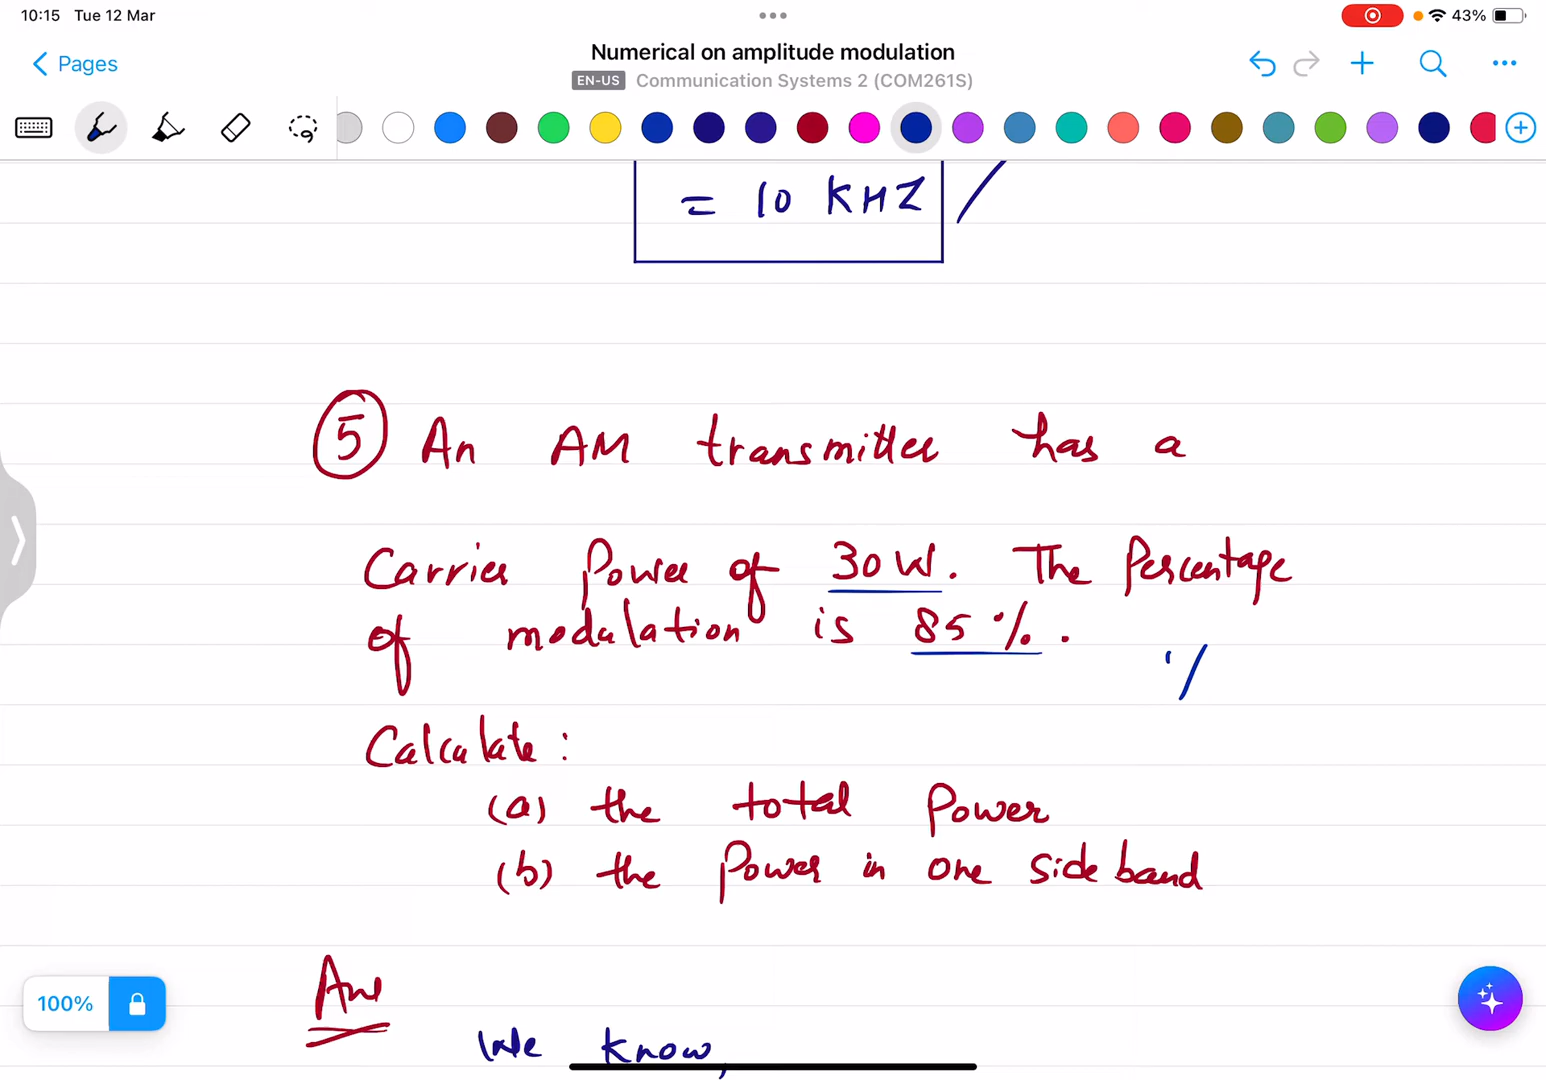 10:15 Tue 12 Mar
43%
Pages
Numerical on amplitude modulation
EN-US Communication Systems 2 (COM261S)
= 10 KHZ
5 An AM transmitter has a
Carrier Power of 30W. The Percentage
of modulation is 85%.
%
Calculate:
(a) the total Power
(b) the Power in one side band
Ans
We know,
100%